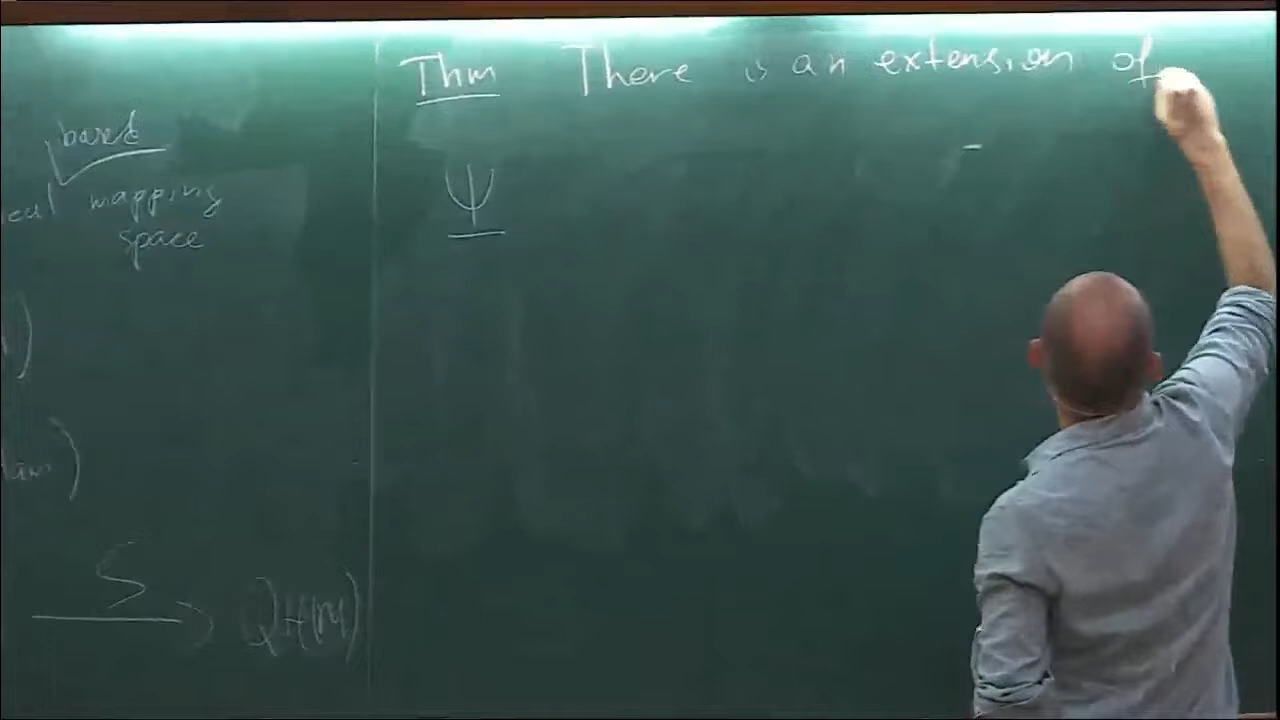 based
mapping
space
S
QH(M)
Thm There is an extension of
Ψ